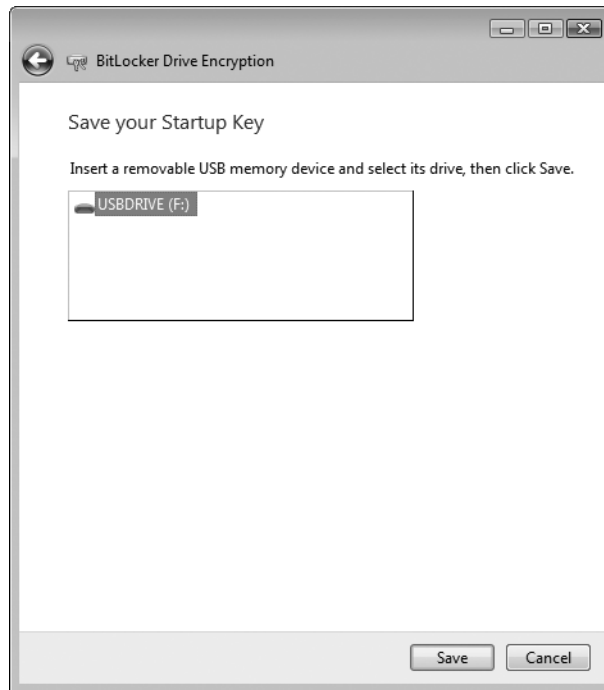 BitLocker Drive Encryption
Save your Startup Key
Insert a removable USB memory device and select its drive, then click Save.
USBDRIVE (F:)
Save Cancel